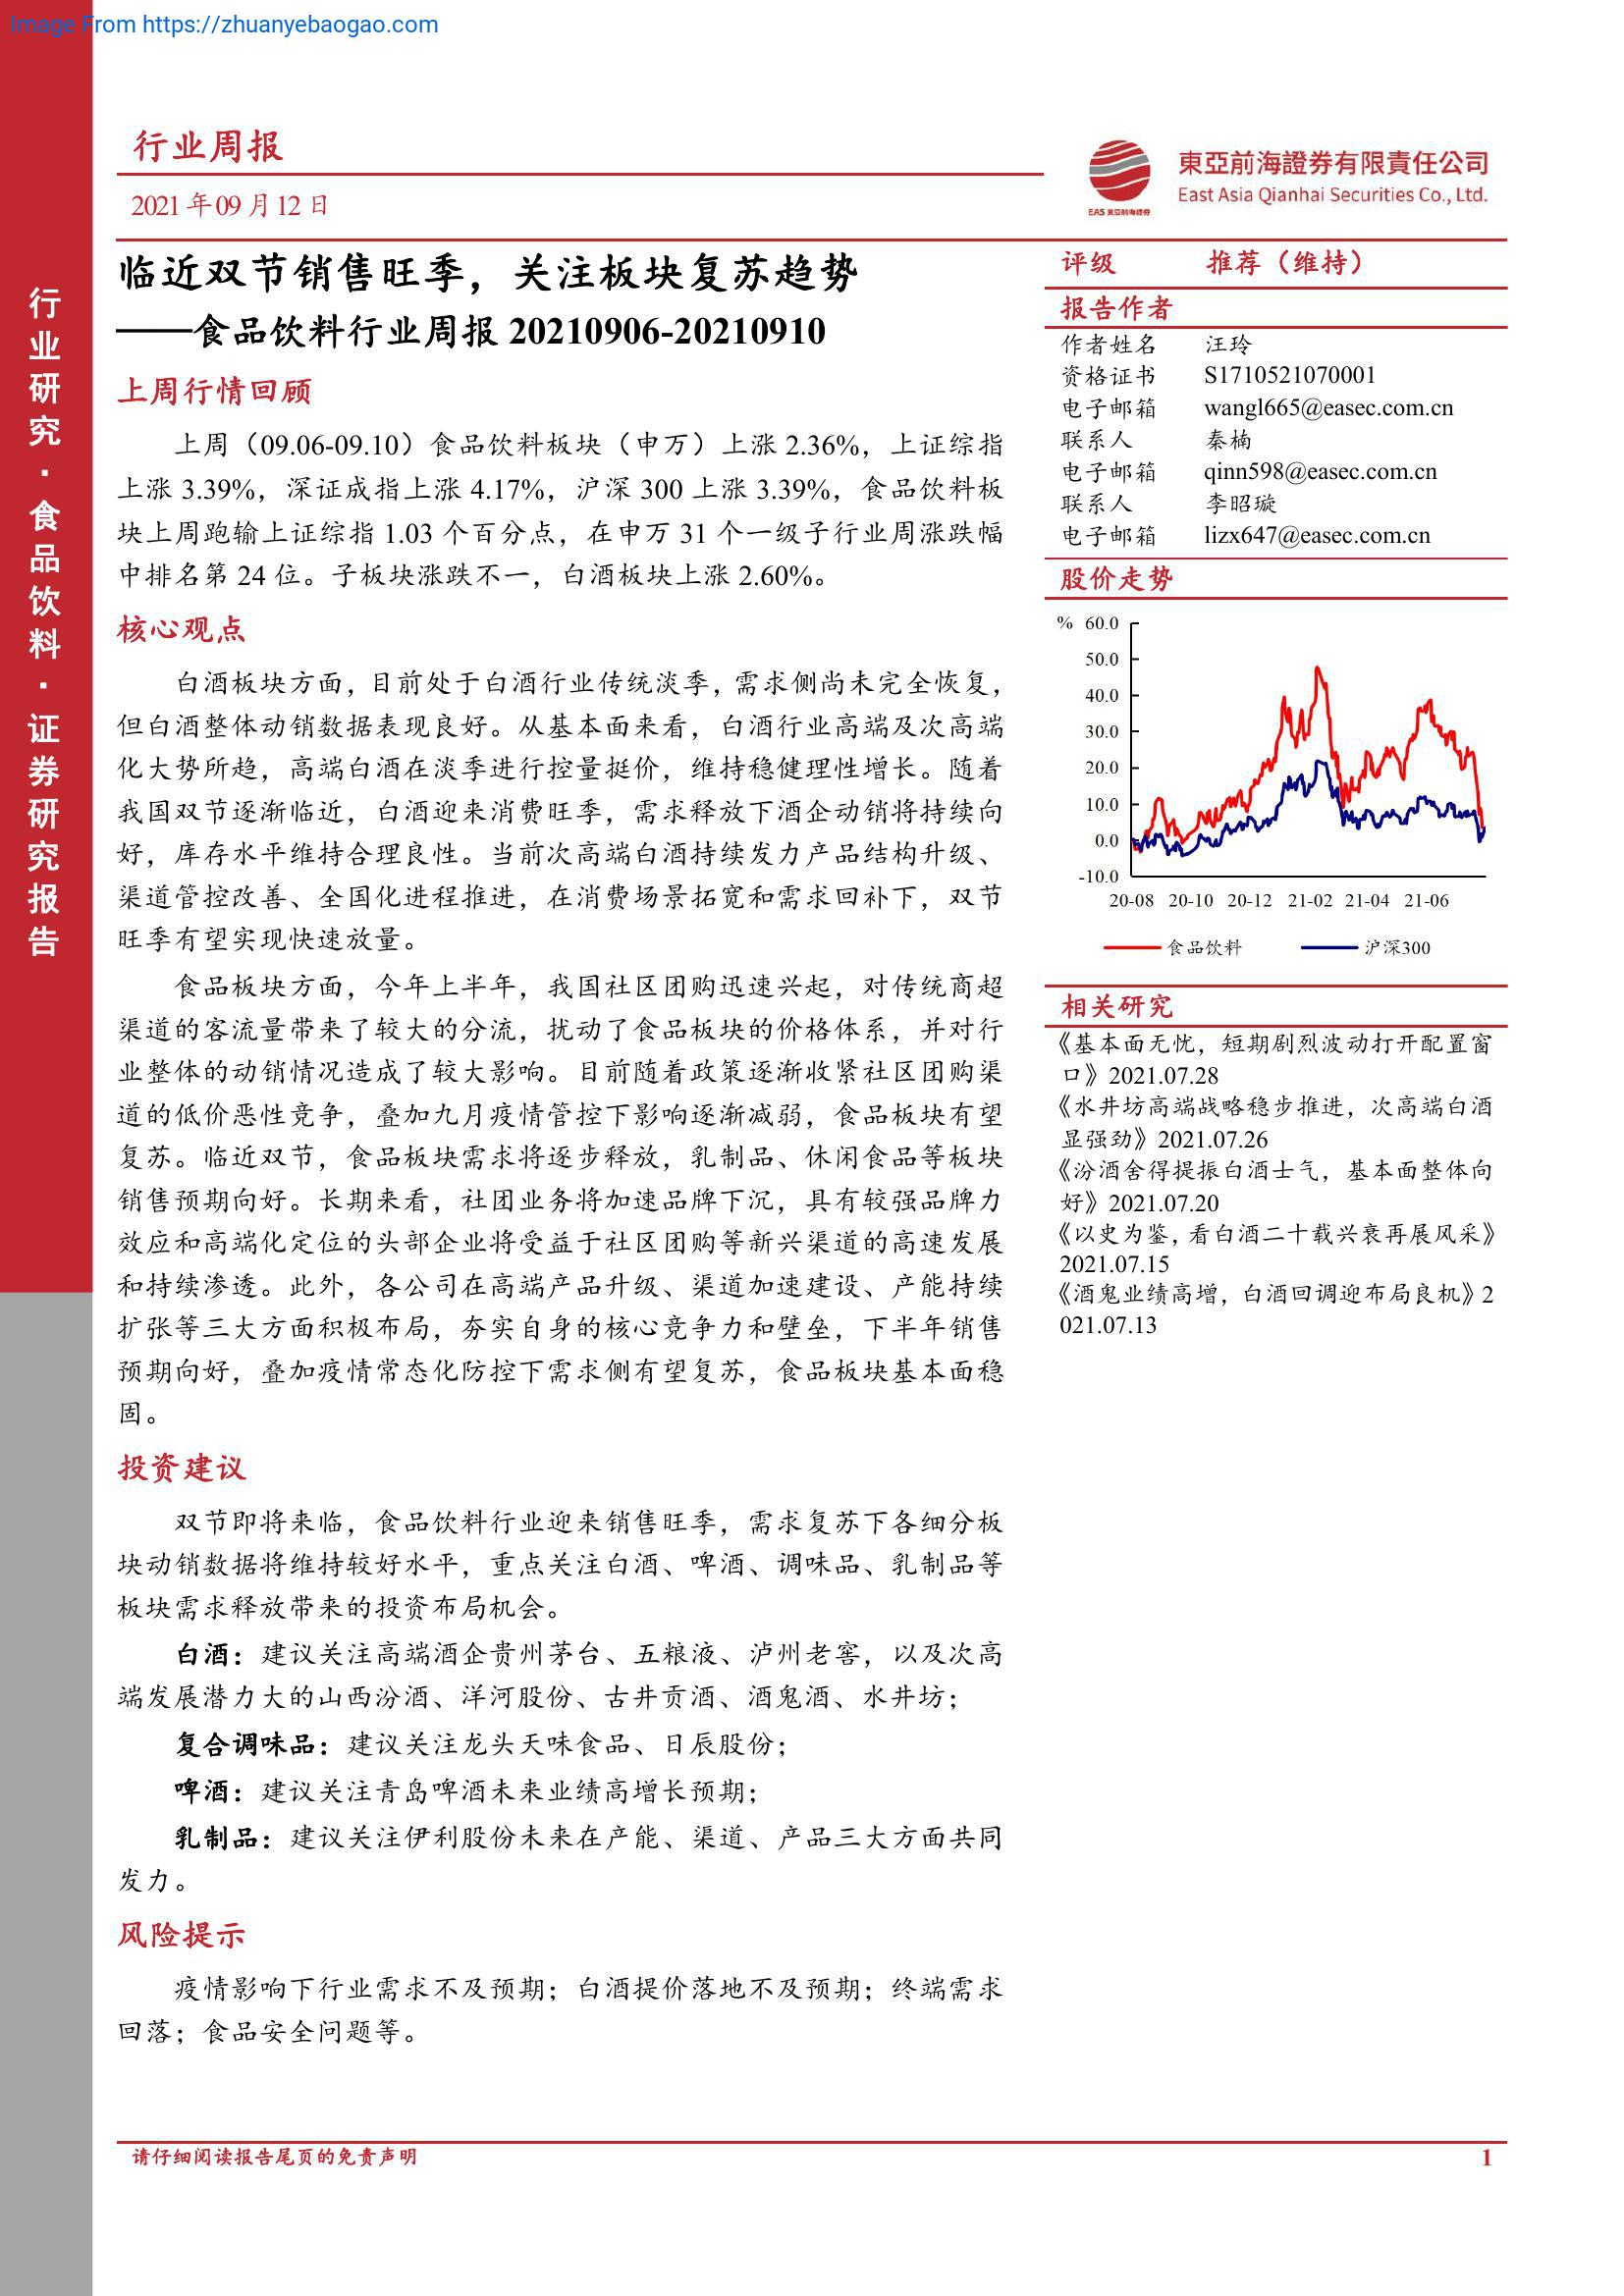 Image From https://zhuanyebaogao.com
行业研究·食品饮料·证券研究报告
行业周报
2021年09月12日
EAS 東亞前海證券
東亞前海證券有限責任公司
East Asia Qianhai Securities Co., Ltd.
临近双节销售旺季，关注板块复苏趋势
——食品饮料行业周报 20210906-20210910
上周行情回顾
上周（09.06-09.10）食品饮料板块（申万）上涨 2.36%，上证综指
上涨 3.39%，深证成指上涨 4.17%，沪深 300 上涨 3.39%，食品饮料板
块上周跑输上证综指 1.03 个百分点，在申万 31 个一级子行业周涨跌幅
中排名第 24 位。子板块涨跌不一，白酒板块上涨 2.60%。
核心观点
白酒板块方面，目前处于白酒行业传统淡季，需求侧尚未完全恢复，
但白酒整体动销数据表现良好。从基本面来看，白酒行业高端及次高端
化大势所趋，高端白酒在淡季进行控量挺价，维持稳健理性增长。随着
我国双节逐渐临近，白酒迎来消费旺季，需求释放下酒企动销将持续向
好，库存水平维持合理良性。当前次高端白酒持续发力产品结构升级、
渠道管控改善、全国化进程推进，在消费场景拓宽和需求回补下，双节
旺季有望实现快速放量。
食品板块方面，今年上半年，我国社区团购迅速兴起，对传统商超
渠道的客流量带来了较大的分流，扰动了食品板块的价格体系，并对行
业整体的动销情况造成了较大影响。目前随着政策逐渐收紧社区团购渠
道的低价恶性竞争，叠加九月疫情管控下影响逐渐减弱，食品板块有望
复苏。临近双节，食品板块需求将逐步释放，乳制品、休闲食品等板块
销售预期向好。长期来看，社团业务将加速品牌下沉，具有较强品牌力
效应和高端化定位的头部企业将受益于社区团购等新兴渠道的高速发展
和持续渗透。此外，各公司在高端产品升级、渠道加速建设、产能持续
扩张等三大方面积极布局，夯实自身的核心竞争力和壁垒，下半年销售
预期向好，叠加疫情常态化防控下需求侧有望复苏，食品板块基本面稳
固。
投资建议
双节即将来临，食品饮料行业迎来销售旺季，需求复苏下各细分板
块动销数据将维持较好水平，重点关注白酒、啤酒、调味品、乳制品等
板块需求释放带来的投资布局机会。
白酒：建议关注高端酒企贵州茅台、五粮液、泸州老窖，以及次高
端发展潜力大的山西汾酒、洋河股份、古井贡酒、酒鬼酒、水井坊；
复合调味品：建议关注龙头天味食品、日辰股份；
啤酒：建议关注青岛啤酒未来业绩高增长预期；
乳制品：建议关注伊利股份未来在产能、渠道、产品三大方面共同
发力。
风险提示
疫情影响下行业需求不及预期；白酒提价落地不及预期；终端需求
回落；食品安全问题等。
评级 推荐（维持）
报告作者
作者姓名 汪玲
资格证书 S1710521070001
电子邮箱 wangl665@easec.com.cn
联系人 秦楠
电子邮箱 qinn598@easec.com.cn
联系人 李昭璇
电子邮箱 lizx647@easec.com.cn
股价走势
% 60.0
50.0
40.0
30.0
20.0
10.0
0.0
-10.0
20-08 20-10 20-12 21-02 21-04 21-06
食品饮料 沪深300
相关研究
《基本面无忧，短期剧烈波动打开配置窗
口》2021.07.28
《水井坊高端战略稳步推进，次高端白酒
显强劲》2021.07.26
《汾酒舍得提振白酒士气，基本面整体向
好》2021.07.20
《以史为鉴，看白酒二十载兴衰再展风采》
2021.07.15
《酒鬼业绩高增，白酒回调迎布局良机》2
021.07.13
请仔细阅读报告尾页的免责声明
1